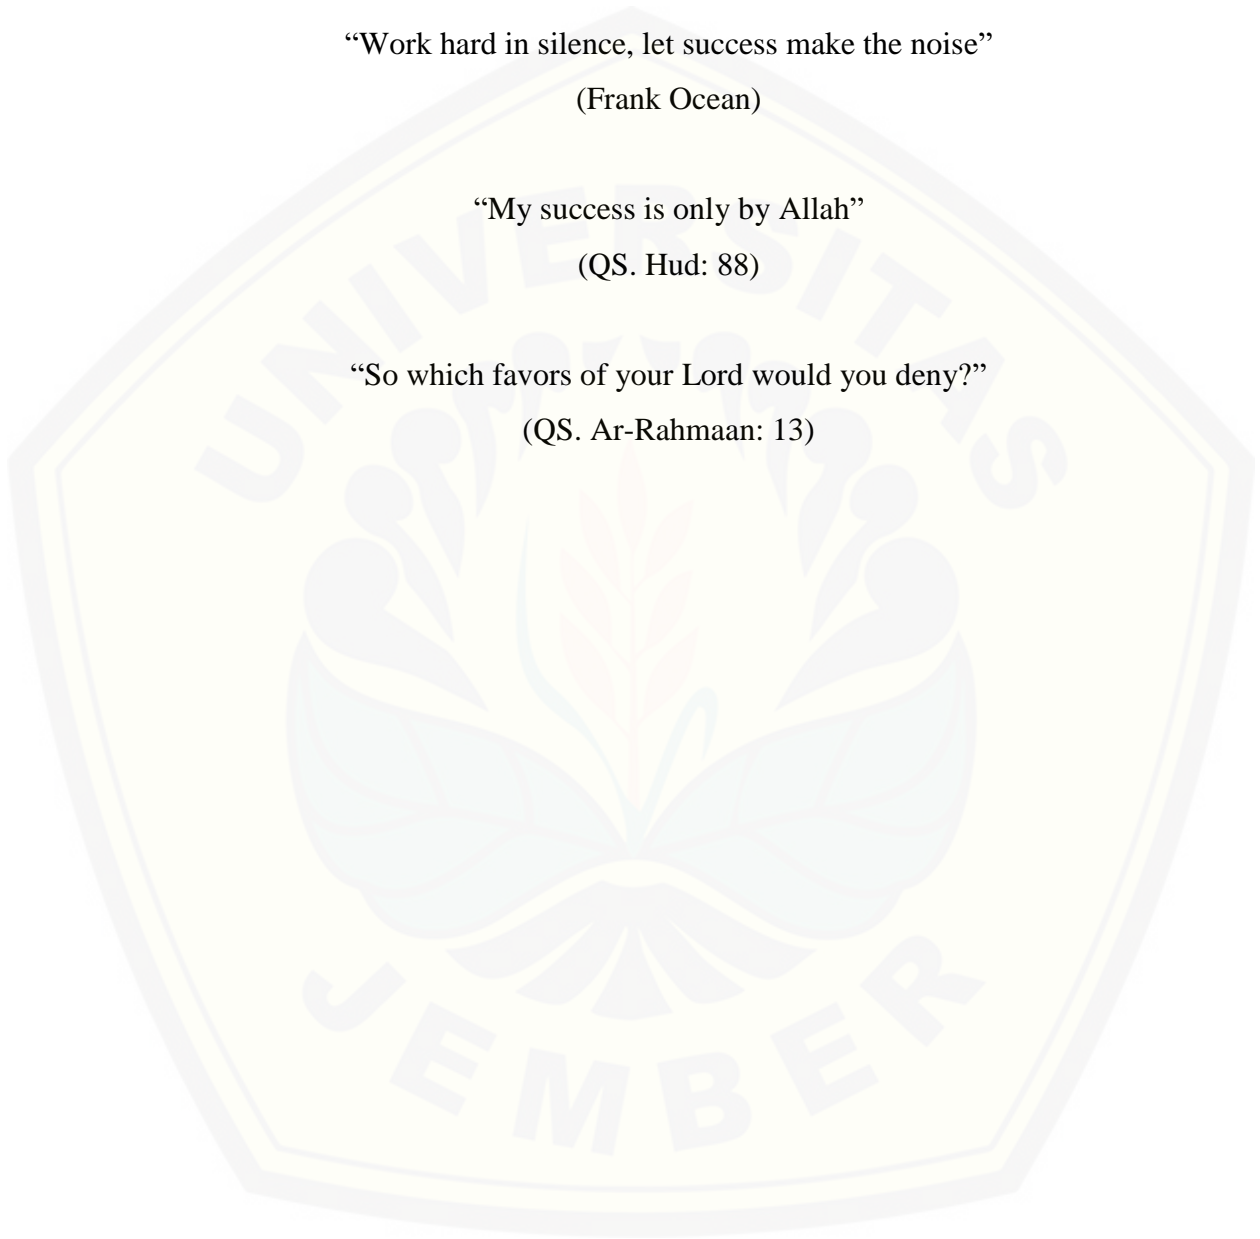 “Work hard in silence, let success make the noise”
(Frank Ocean)
“My success is only by Allah”
(QS. Hud: 88)
“So which favors of your Lord would you deny?”
(QS. Ar-Rahmaan: 13)
UNIVERSITAS
JEMBER